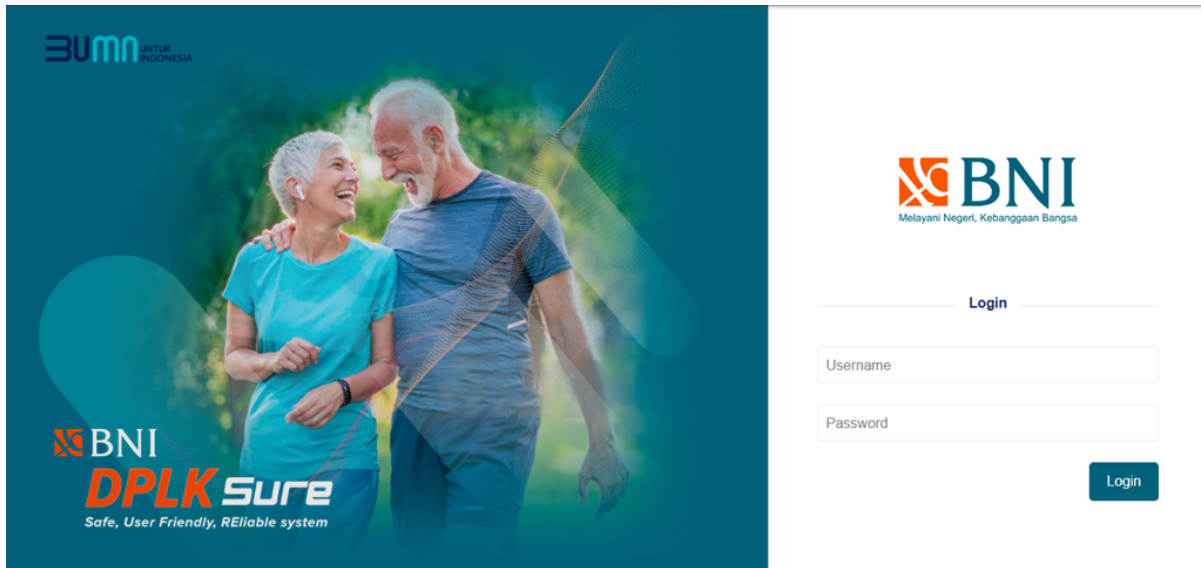 BUMN UNTUK
INDONESIA
BNI
DPLK Sure
Safe, User Friendly, REliable system
BNI
Melayani Negeri, Kebanggaan Bangsa
Login
Username
Password
Login